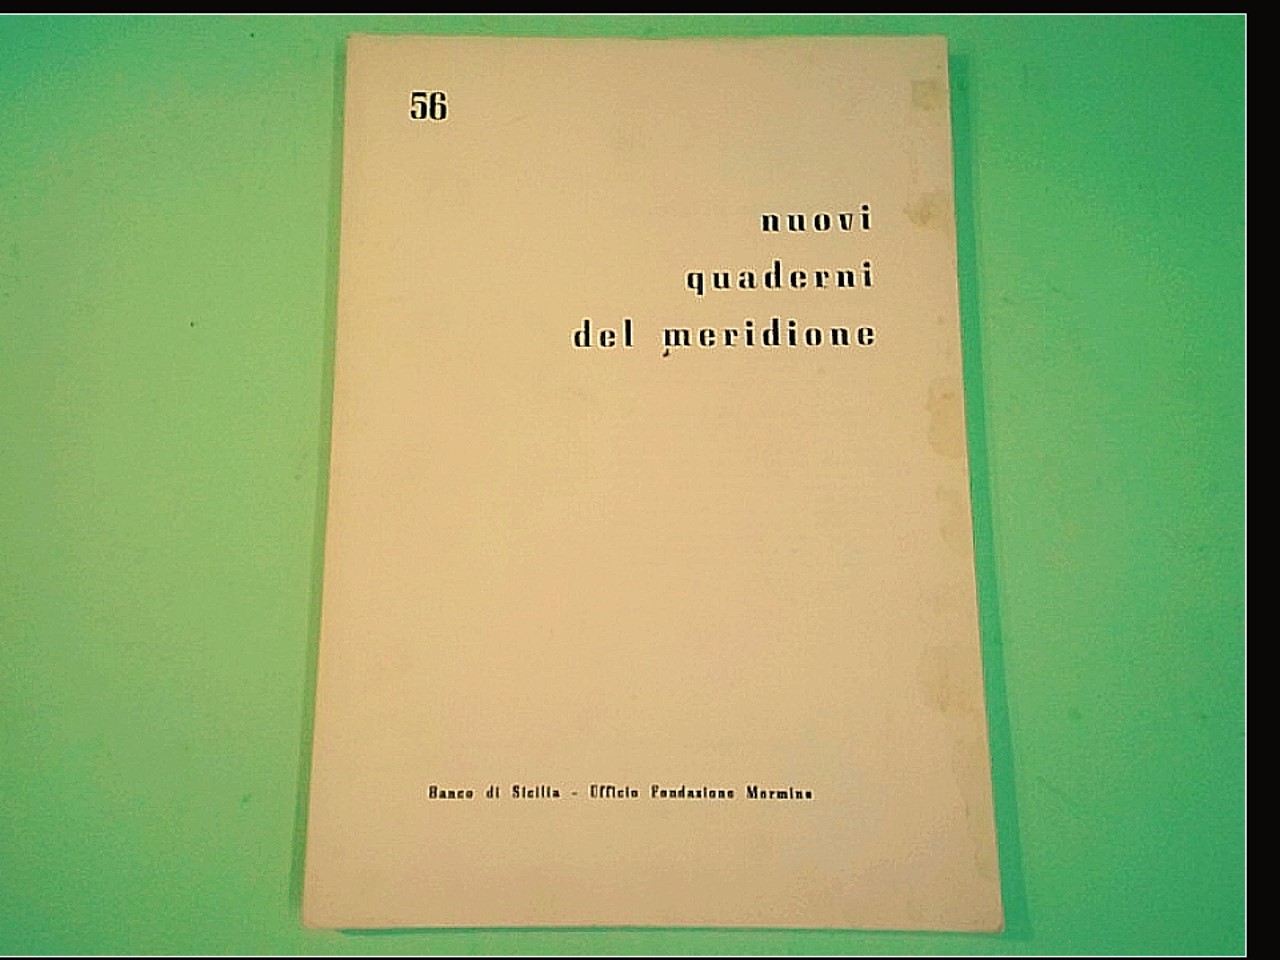 56
nuovi
quaderni
del meridione
Banco di Sicilia - Ufficio Fondazione Mormino